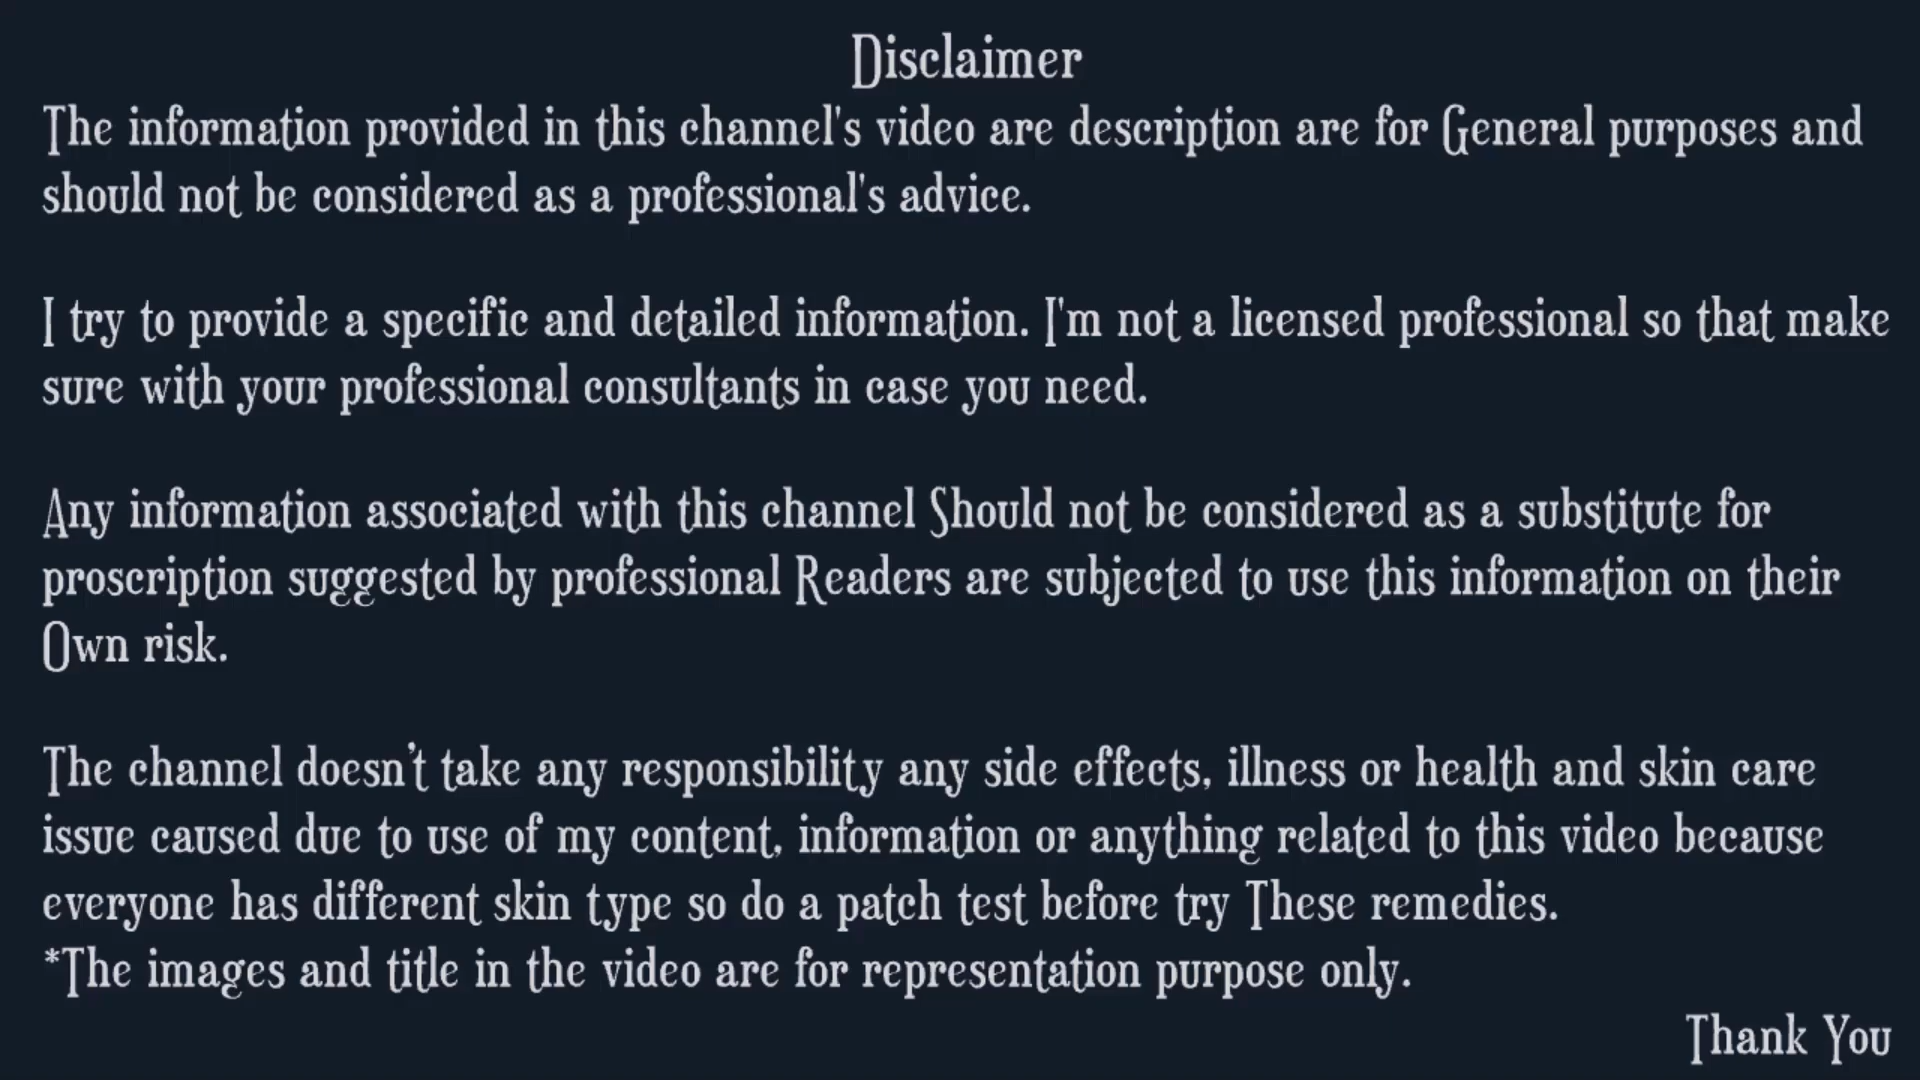 Disclaimer
The information provided in this channel's video are description are for General purposes and
should not be considered as a professional's advice.
I try to provide a specific and detailed information. I'm not a licensed professional so that make
sure with your professional consultants in case you need.
Any information associated with this channel Should not be considered as a substitute for
proscription suggested by professional Readers are subjected to use this information on their
Own risk.
The channel doesn't take any responsibility any side effects, illness or health and skin care
issue caused due to use of my content, information or anything related to this video because
everyone has different skin type so do a patch test before try These remedies.
*The images and title in the video are for representation purpose only.
Thank You